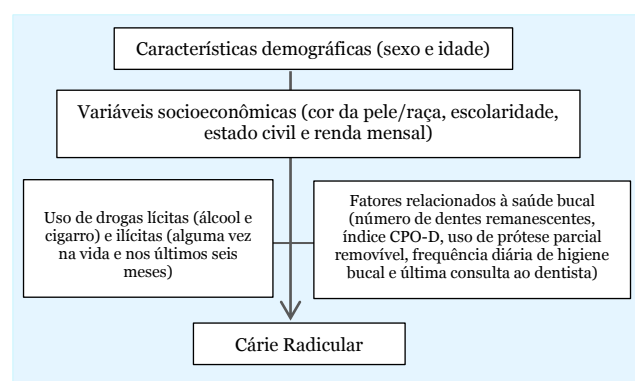 Características demográficas (sexo e idade)
Variáveis socioeconômicas (cor da pele/raça, escolaridade,
estado civil e renda mensal)
Uso de drogas lícitas (álcool e
cigarro) e ilícitas (alguma vez
na vida e nos últimos seis
meses)
Fatores relacionados à saúde bucal
(número de dentes remanescentes,
índice CPO-D, uso de prótese parcial
removível, frequência diária de higiene
bucal e última consulta ao dentista)
Cárie Radicular